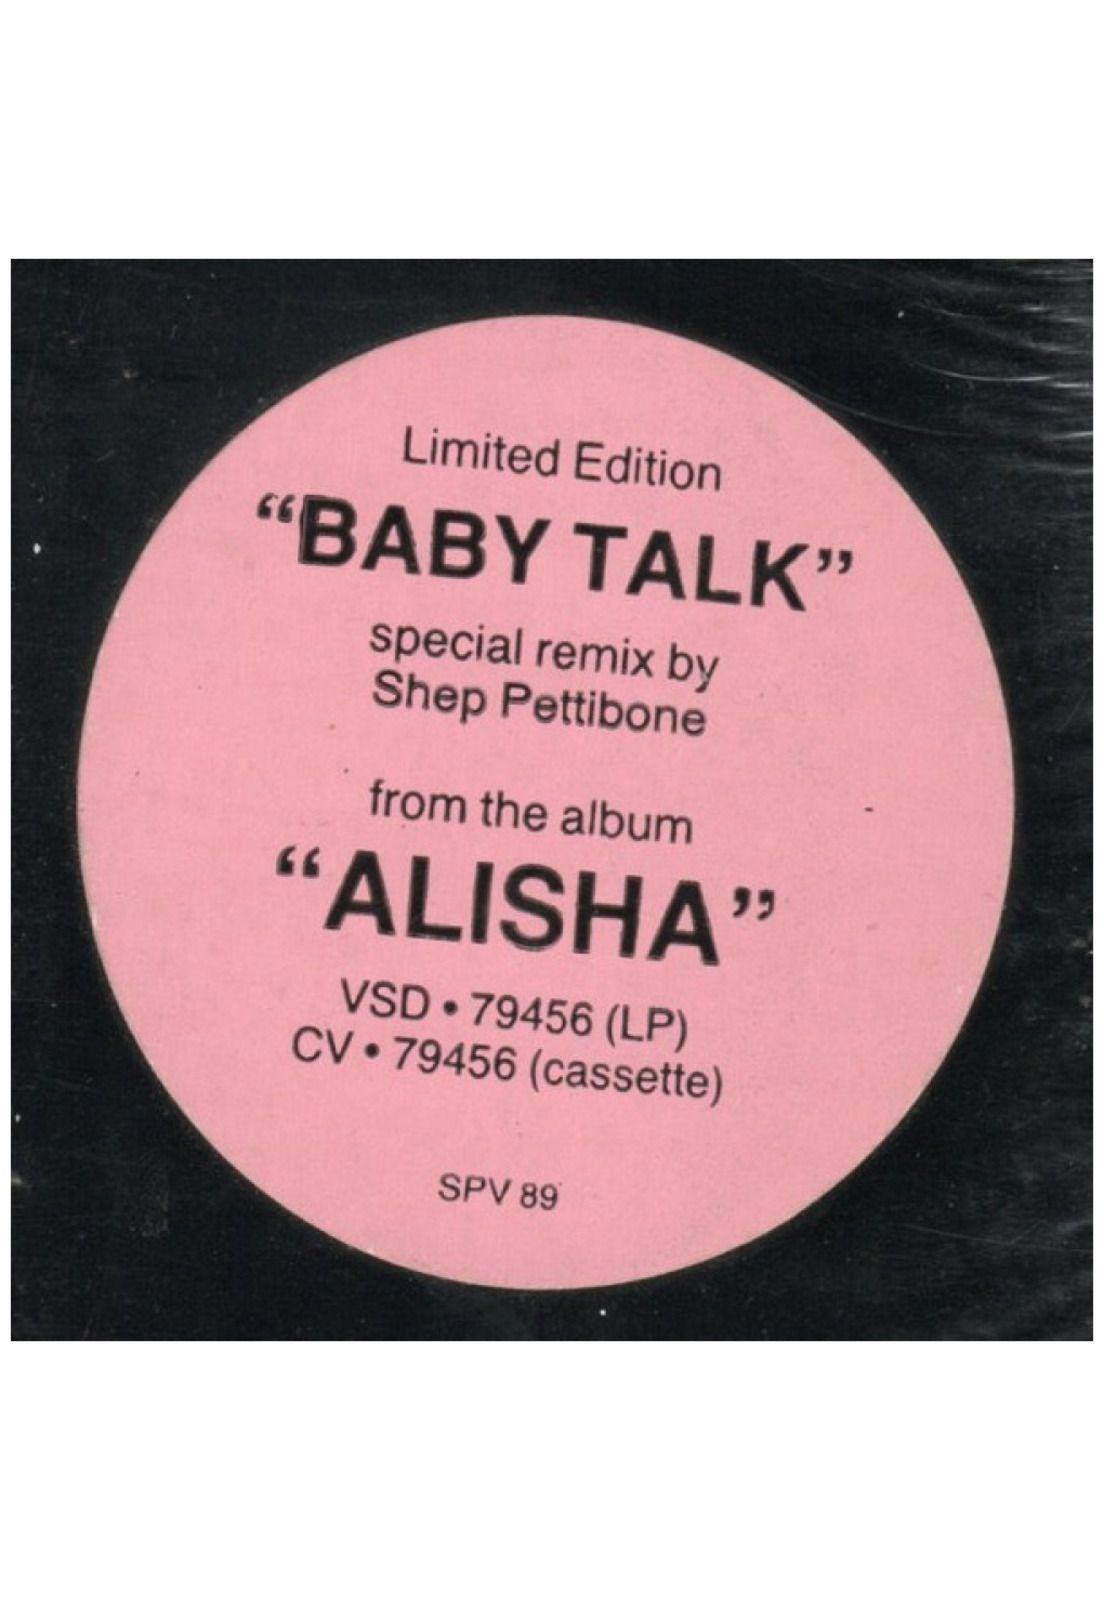 Limited Edition
“BABY TALK”
special remix by
Shep Pettibone
from the album
“ALISHA”
VSD • 79456 (LP)
CV • 79456 (cassette)
SPV 89